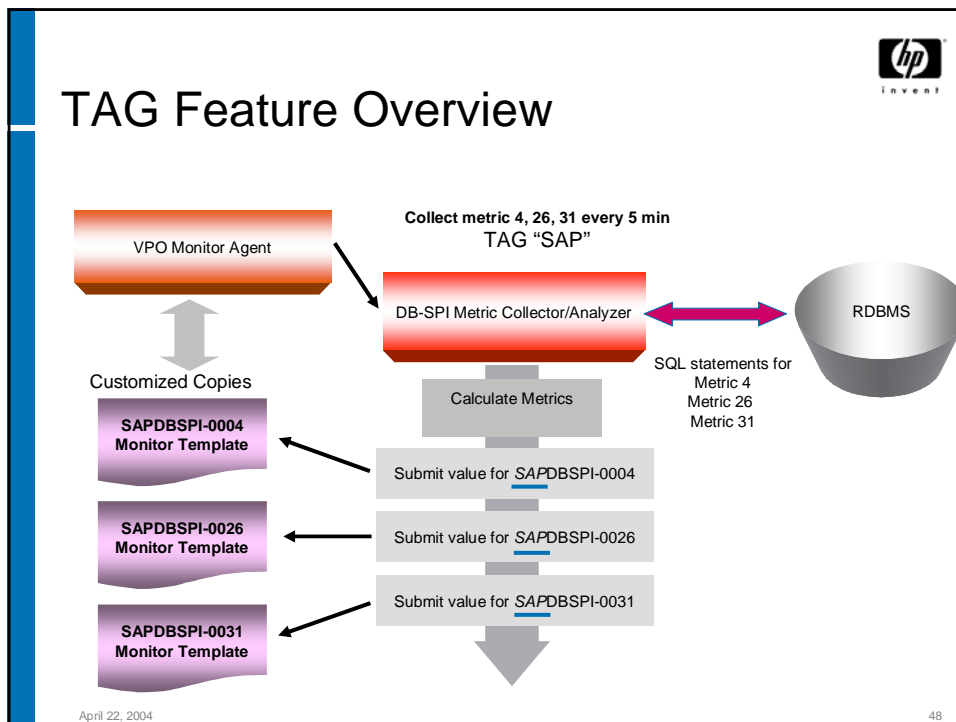 hp
invent
TAG Feature Overview
Collect metric 4, 26, 31 every 5 min
TAG “SAP”
VPO Monitor Agent
DB-SPI Metric Collector/Analyzer
RDBMS
SQL statements for
Metric 4
Metric 26
Metric 31
Customized Copies
Calculate Metrics
SAPDBSPI-0004
Monitor Template
Submit value for SAPDBSPI-0004
SAPDBSPI-0026
Monitor Template
Submit value for SAPDBSPI-0026
SAPDBSPI-0031
Monitor Template
Submit value for SAPDBSPI-0031
April 22, 2004
48